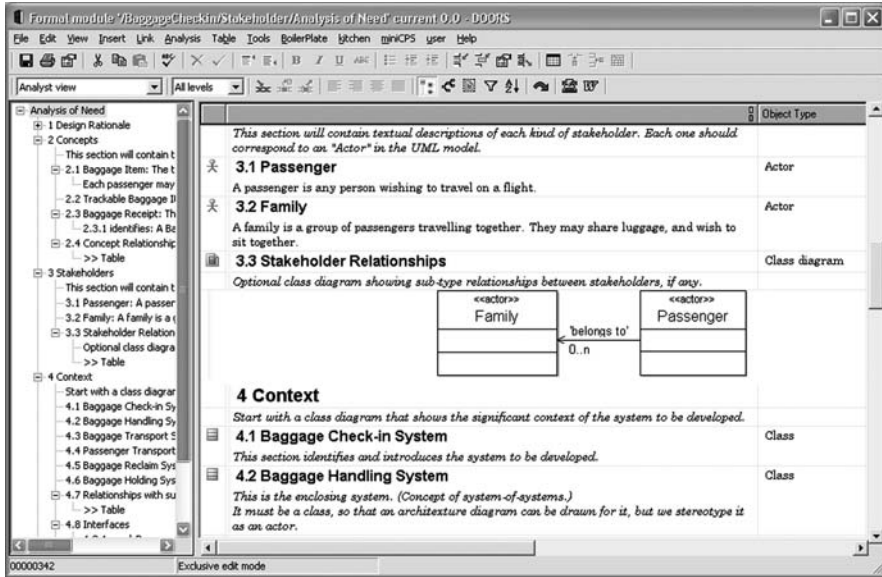 Formal module '/BaggageCheckin/Stakeholder/Analysis of Need' current 0.0 - DOORS
File Edit View Insert Link Analysis Table Tools BoilerPlate kitchen miniCPS user Help
Analyst view All levels
Analysis of Need
1 Design Rationale
2 Concepts
This section will contain t
2.1 Baggage Item: The t
Each passenger may
2.2 Trackable Baggage I
2.3 Baggage Receipt: Th
2.3.1 identifies: A Ba
2.4 Concept Relationship
>> Table
3 Stakeholders
This section will contain t
3.1 Passenger: A passer
3.2 Family: A family is a
3.3 Stakeholder Relation
Optional class diagra
>> Table
4 Context
Start with a class diagrar
4.1 Baggage Check-in Sy
4.2 Baggage Handling Sy
4.3 Baggage Transport S
4.4 Passenger Transport
4.5 Baggage Reclaim Sys
4.6 Baggage Holding Sys
4.7 Relationships with su
>> Table
4.8 Interfaces
Object Type
This section will contain textual descriptions of each kind of stakeholder. Each one should
correspond to an "Actor" in the UML model.
3.1 Passenger Actor
A passenger is any person wishing to travel on a flight.
3.2 Family Actor
A family is a group of passengers travelling together. They may share luggage, and wish to
sit together.
3.3 Stakeholder Relationships Class diagram
Optional class diagram showing sub-type relationships between stakeholders, if any.
<<actor>> <<actor>>
Family Passenger
'belongs to'
0..n
4 Context
Start with a class diagram that shows the significant context of the system to be developed.
4.1 Baggage Check-in System Class
This section identifies and introduces the system to be developed.
4.2 Baggage Handling System Class
This is the enclosing system. (Concept of system-of-systems.)
It must be a class, so that an architexture diagram can be drawn for it, but we stereotype it
as an actor.
00000342 Exclusive edit mode